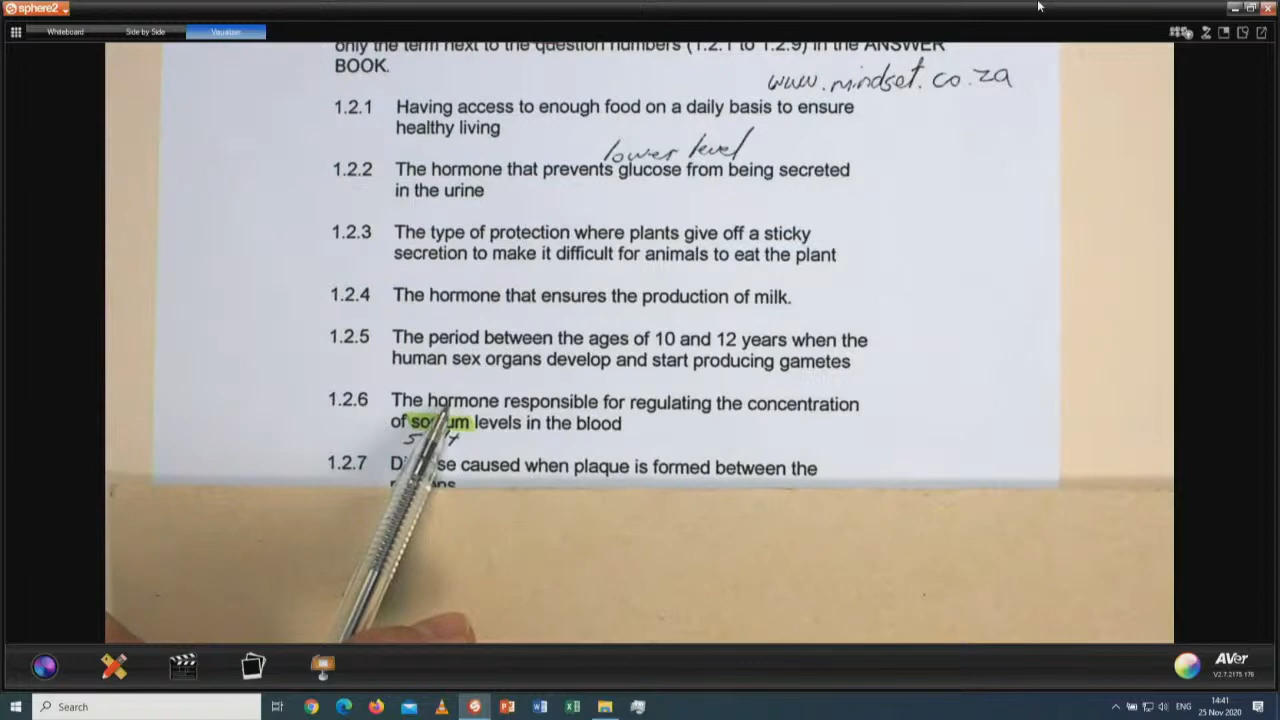 sphere2
Whiteboard
Side by Side
Visualizer
only the term next to the question numbers (1.2.1 to 1.2.9) in the ANSWER
BOOK.
www.mindset.co.za
1.2.1 Having access to enough food on a daily basis to ensure
healthy living
lower level
1.2.2 The hormone that prevents glucose from being secreted
in the urine
1.2.3 The type of protection where plants give off a sticky
secretion to make it difficult for animals to eat the plant
1.2.4 The hormone that ensures the production of milk.
1.2.5 The period between the ages of 10 and 12 years when the
human sex organs develop and start producing gametes
1.2.6 The hormone responsible for regulating the concentration
of sodium levels in the blood
1.2.7 Disease caused when plaque is formed between the
AVer
V2.7.2175.176
Search
ENG
14:41
25 Nov 2020